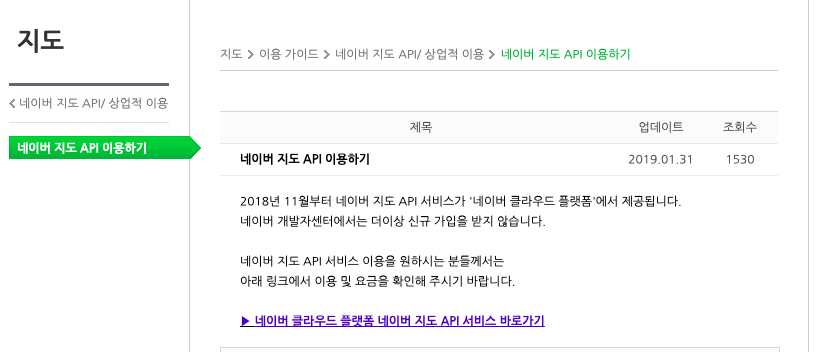 지도
네이버 지도 API/ 상업적 이용
네이버 지도 API 이용하기
지도 > 이용 가이드 > 네이버 지도 API/ 상업적 이용 > 네이버 지도 API 이용하기
제목 업데이트 조회수
네이버 지도 API 이용하기 2019.01.31 1530
2018년 11월부터 네이버 지도 API 서비스가 '네이버 클라우드 플랫폼'에서 제공됩니다.
네이버 개발자센터에서는 더이상 신규 가입을 받지 않습니다.
네이버 지도 API 서비스 이용을 원하시는 분들께서는
아래 링크에서 이용 및 요금을 확인해 주시기 바랍니다.
▶ 네이버 클라우드 플랫폼 네이버 지도 API 서비스 바로가기